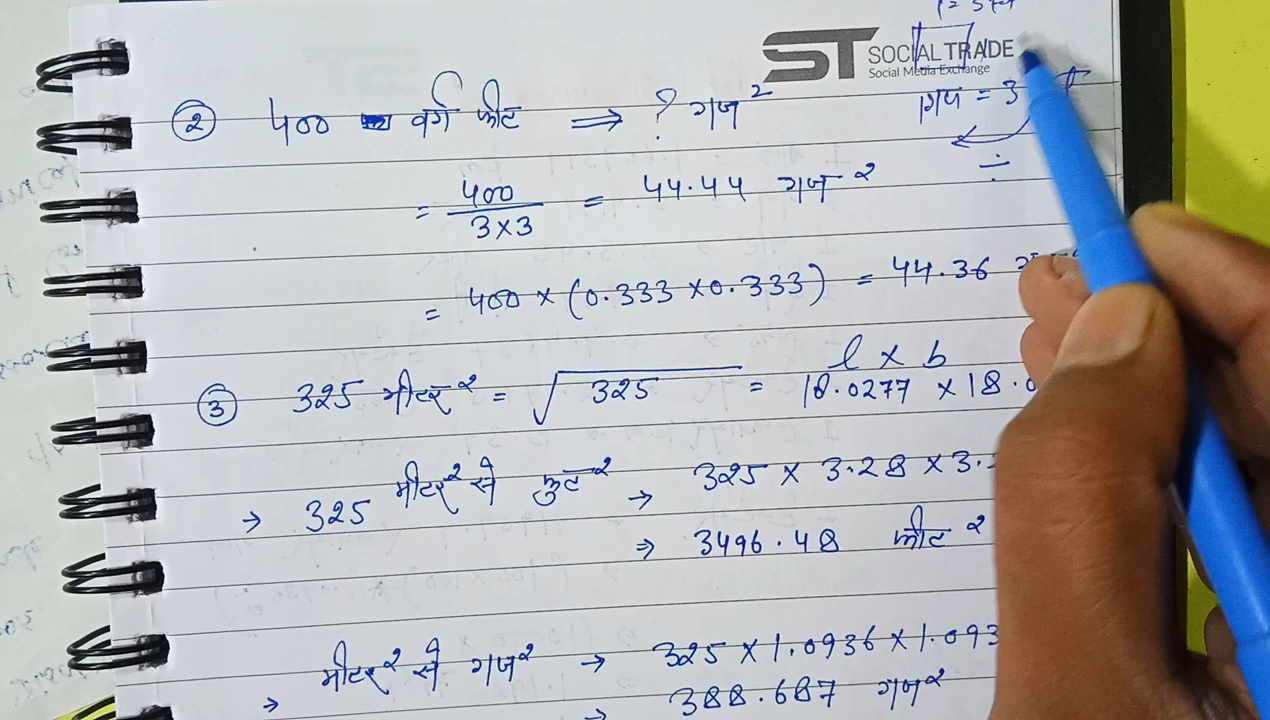 ST SOCIAL TRADE
Social Media Exchange
② 400 वर्ग फीट ⇒ ? गज² गज = 3
÷
= 400 / 3×3 = 44.44 गज²
= 400 × (0.333 × 0.333) = 44.36
l × b
③ 325 मीटर² = √325 = 18.0277 × 18.0
→ 325 मीटर² से फुट² → 325 × 3.28 × 3.
⇒ 3496.48 फीट²
→ मीटर² से गज² → 325 × 1.0936 × 1.093
→ 388.687 गज²